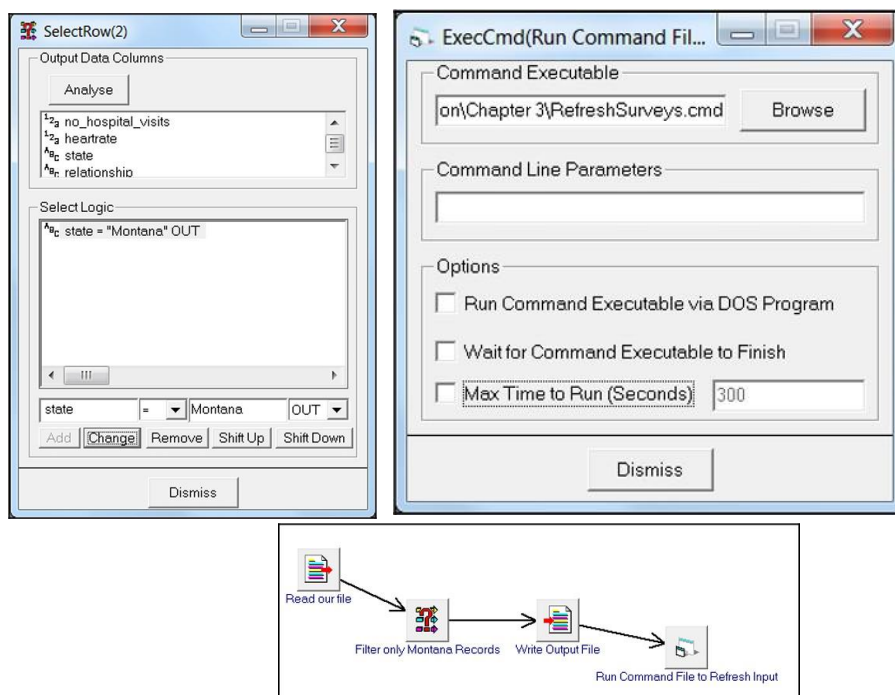 SelectRow(2)
Output Data Columns
Analyse
no_hospital_visits
heartrate
state
relationship
Select Logic
state = "Montana" OUT
state = Montana OUT
Add Change Remove Shift Up Shift Down
Dismiss
ExecCmd(Run Command Fil...
Command Executable
on\Chapter 3\RefreshSurveys.cmd Browse
Command Line Parameters
Options
Run Command Executable via DOS Program
Wait for Command Executable to Finish
Max Time to Run (Seconds) 300
Dismiss
Read our file
Filter only Montana Records
Write Output File
Run Command File to Refresh Input